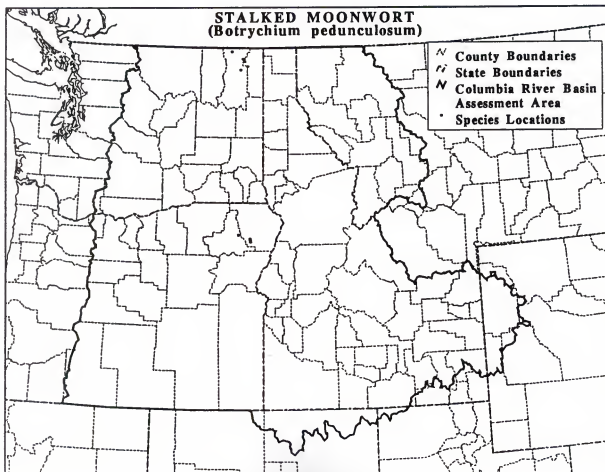 STALKED MOONWORT
(Botrychium pedunculosum)
County Boundaries
State Boundaries
Columbia River Basin
Assessment Area
Species Locations